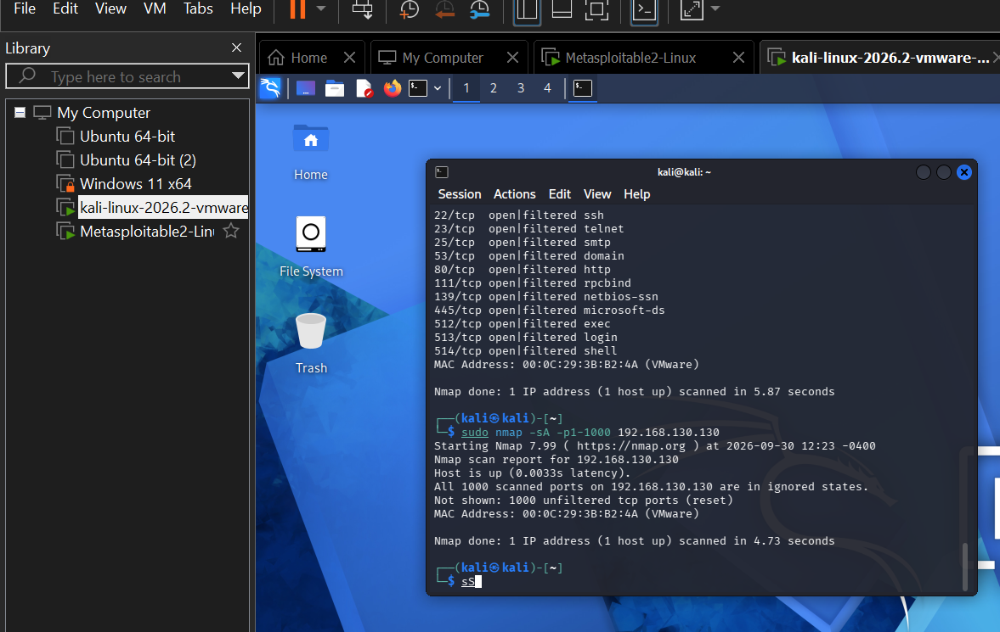 File Edit View VM Tabs Help
Library
Type here to search
My Computer
Ubuntu 64-bit
Ubuntu 64-bit (2)
Windows 11 x64
kali-linux-2026.2-vmware
Metasploitable2-Linu
Home
My Computer
Metasploitable2-Linux
kali-linux-2026.2-vmware-...
1 2 3 4
Home
File System
Trash
kali@kali: ~
Session Actions Edit View Help
22/tcp open|filtered ssh
23/tcp open|filtered telnet
25/tcp open|filtered smtp
53/tcp open|filtered domain
80/tcp open|filtered http
111/tcp open|filtered rpcbind
139/tcp open|filtered netbios-ssn
445/tcp open|filtered microsoft-ds
512/tcp open|filtered exec
513/tcp open|filtered login
514/tcp open|filtered shell
MAC Address: 00:0C:29:3B:B2:4A (VMware)
Nmap done: 1 IP address (1 host up) scanned in 5.87 seconds
┌──(kali㉿kali)-[~]
└─$ sudo nmap -sA -p1-1000 192.168.130.130
Starting Nmap 7.99 ( https://nmap.org ) at 2026-09-30 12:23 -0400
Nmap scan report for 192.168.130.130
Host is up (0.0033s latency).
All 1000 scanned ports on 192.168.130.130 are in ignored states.
Not shown: 1000 unfiltered tcp ports (reset)
MAC Address: 00:0C:29:3B:B2:4A (VMware)
Nmap done: 1 IP address (1 host up) scanned in 4.73 seconds
┌──(kali㉿kali)-[~]
└─$ sS